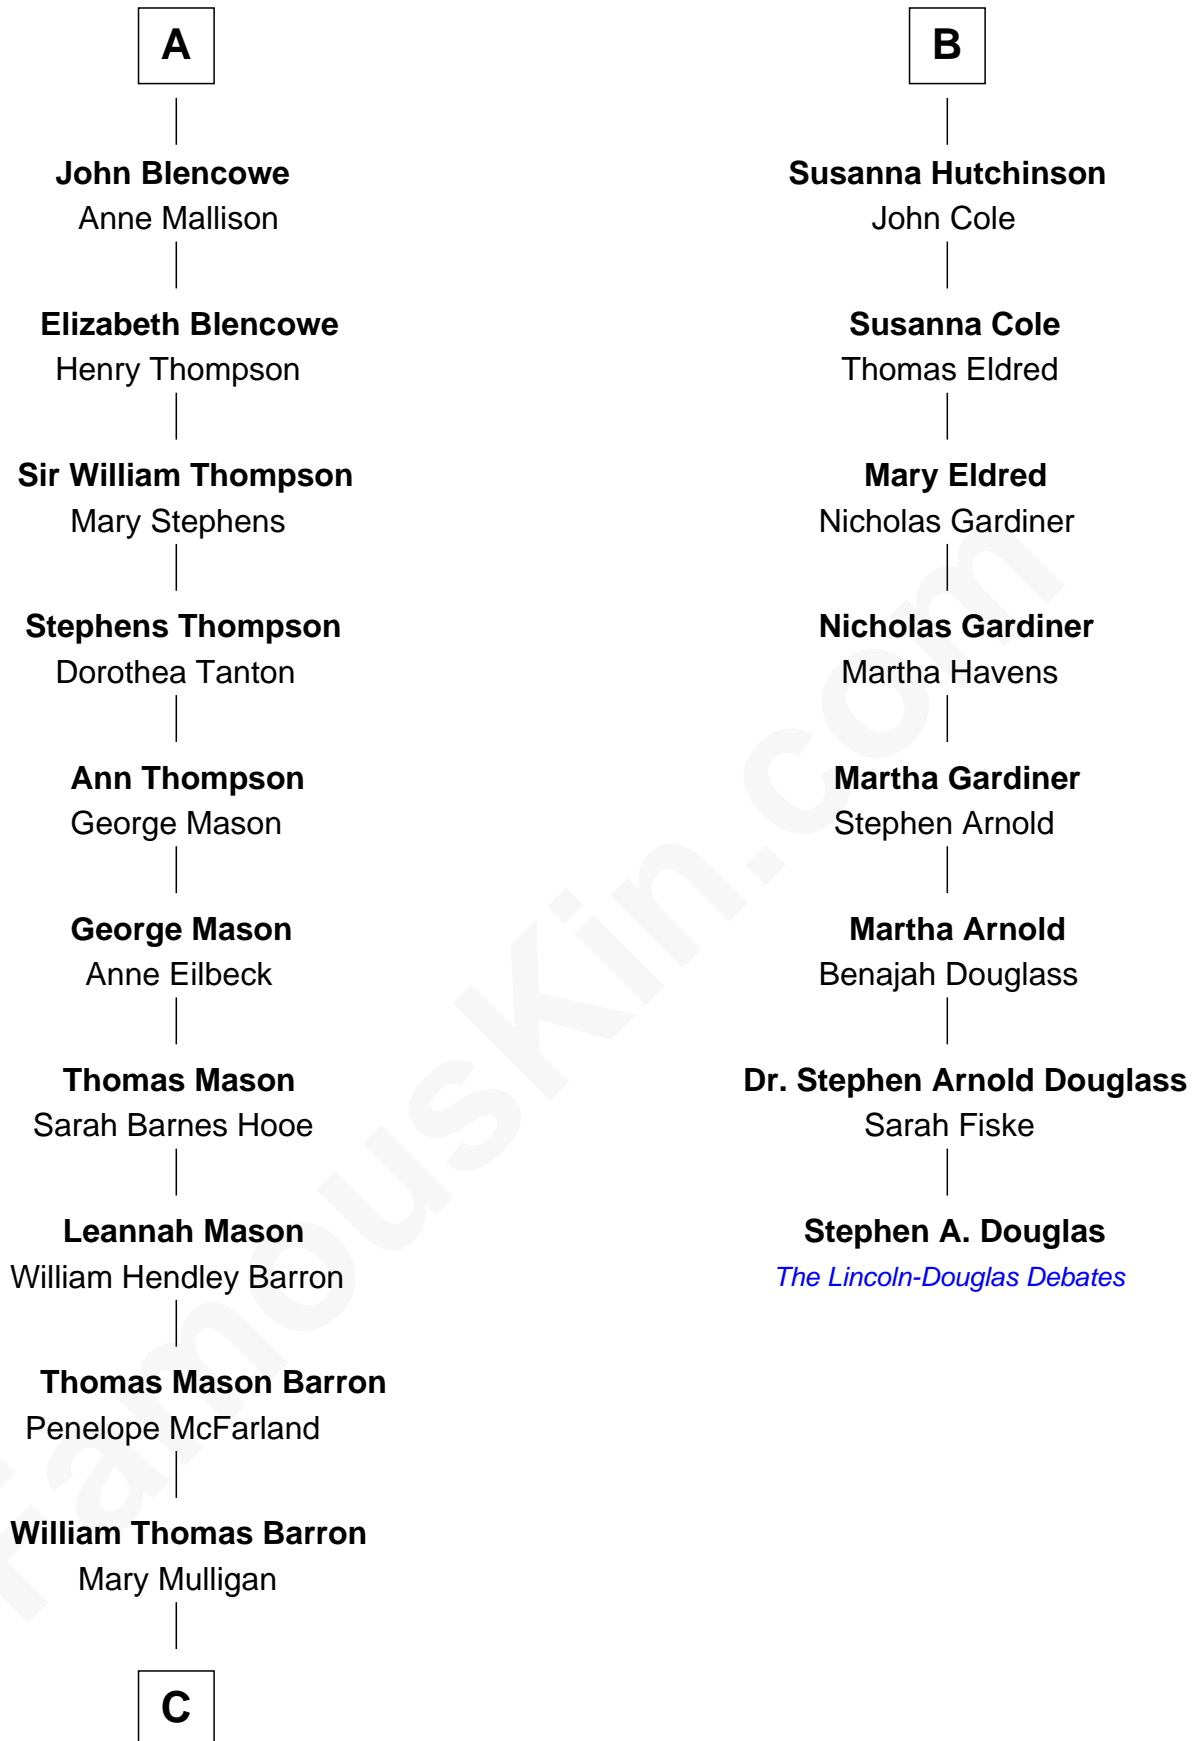 A
John Blencowe
Anne Mallison
Elizabeth Blencowe
Henry Thompson
Sir William Thompson
Mary Stephens
Stephens Thompson
Dorothea Tanton
Ann Thompson
George Mason
George Mason
Anne Eilbeck
Thomas Mason
Sarah Barnes Hooe
Leannah Mason
William Hendley Barron
Thomas Mason Barron
Penelope McFarland
William Thomas Barron
Mary Mulligan
C
B
Susanna Hutchinson
John Cole
Susanna Cole
Thomas Eldred
Mary Eldred
Nicholas Gardiner
Nicholas Gardiner
Martha Havens
Martha Gardiner
Stephen Arnold
Martha Arnold
Benajah Douglass
Dr. Stephen Arnold Douglass
Sarah Fiske
Stephen A. Douglas
The Lincoln-Douglas Debates
FamousKin.com